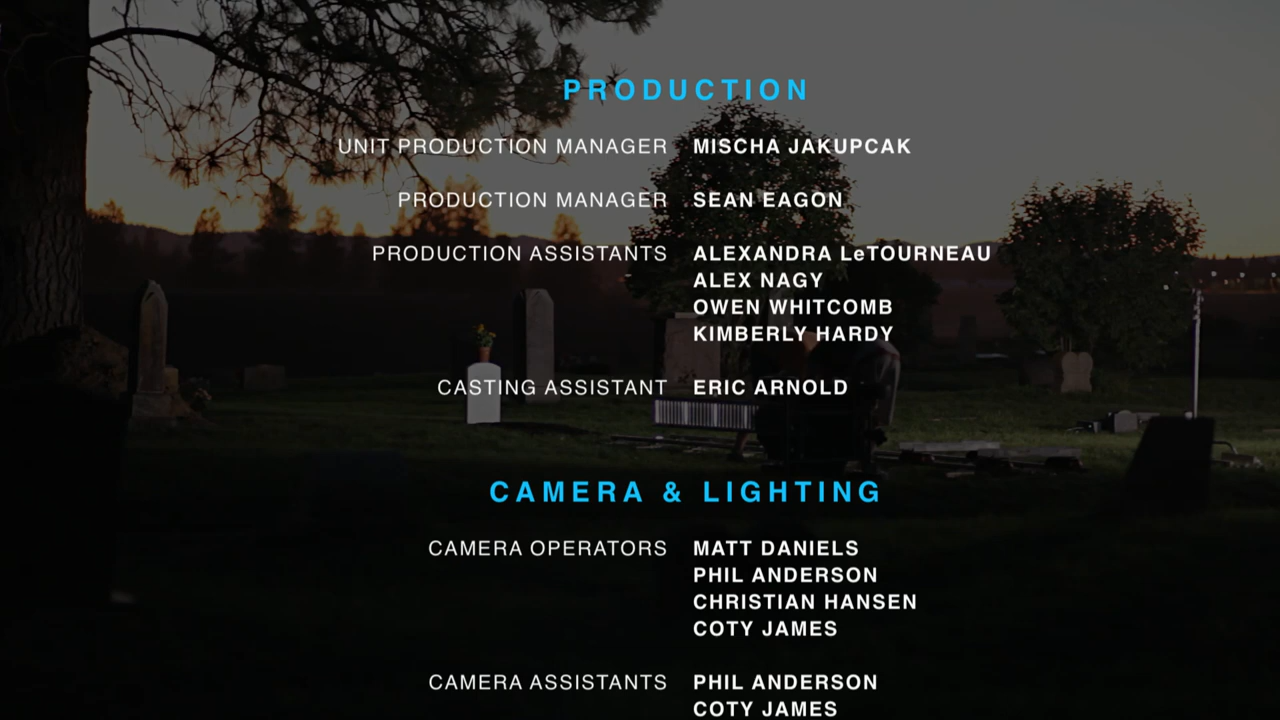 PRODUCTION
UNIT PRODUCTION MANAGER MISCHA JAKUPCAK
PRODUCTION MANAGER SEAN EAGON
PRODUCTION ASSISTANTS ALEXANDRA LeTOURNEAU
ALEX NAGY
OWEN WHITCOMB
KIMBERLY HARDY
CASTING ASSISTANT ERIC ARNOLD
CAMERA & LIGHTING
CAMERA OPERATORS MATT DANIELS
PHIL ANDERSON
CHRISTIAN HANSEN
COTY JAMES
CAMERA ASSISTANTS PHIL ANDERSON
COTY JAMES